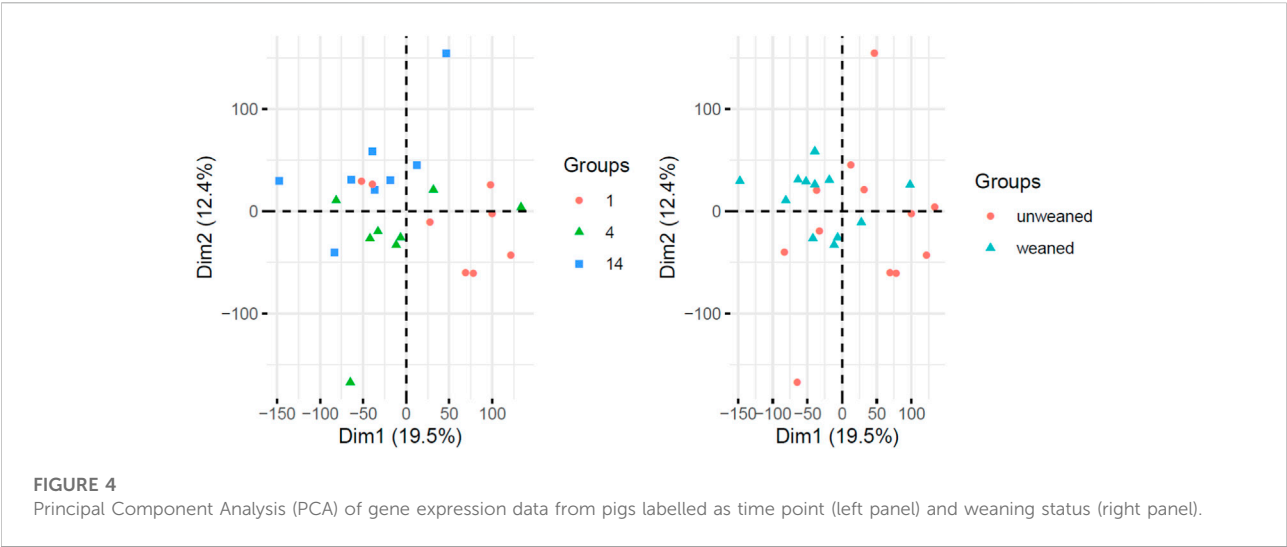 100
0
−100
−150 −100 −50 0 50 100
Dim1 (19.5%)
Dim2 (12.4%)
Groups
1
4
14
100
0
−100
−150 −100 −50 0 50 100
Dim1 (19.5%)
Dim2 (12.4%)
Groups
unweaned
weaned
FIGURE 4
Principal Component Analysis (PCA) of gene expression data from pigs labelled as time point (left panel) and weaning status (right panel).